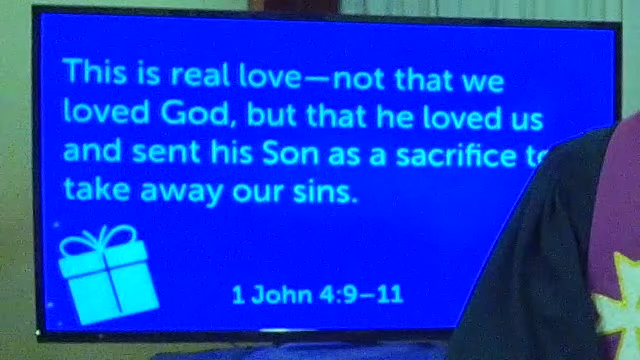 This is real love—not that we
loved God, but that he loved us
and sent his Son as a sacrifice to
take away our sins.
1 John 4:9–11